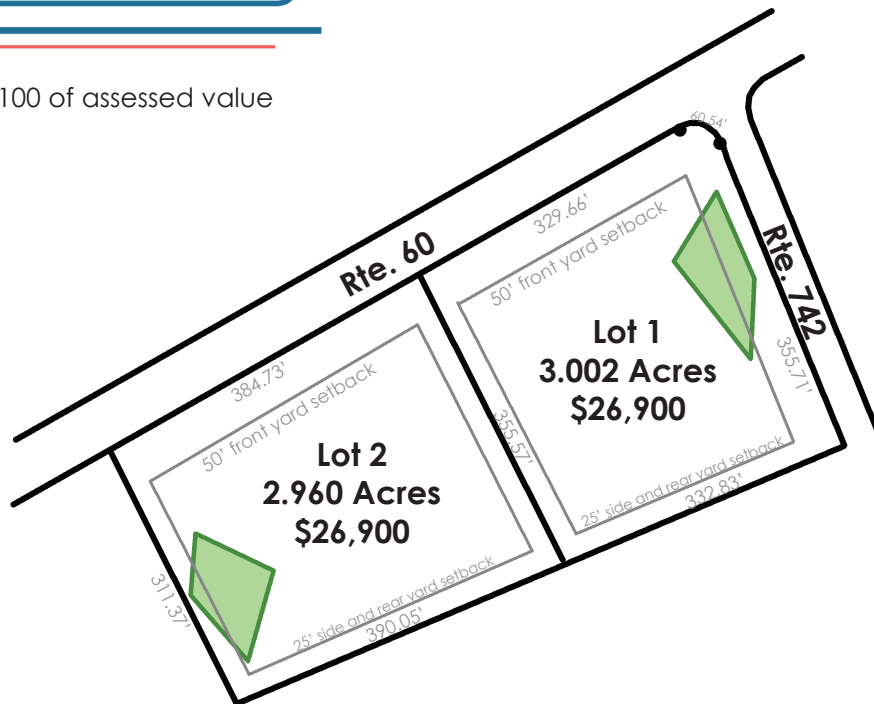 100 of assessed value
60.54'
329.66'
Rte. 60
50' front yard setback
Rte. 742
Lot 1
3.002 Acres
$26,900
355.71'
384.73'
50' front yard setback
355.57'
Lot 2
2.960 Acres
$26,900
25' side and rear yard setback
332.83'
311.37'
25' side and rear yard setback
390.05'